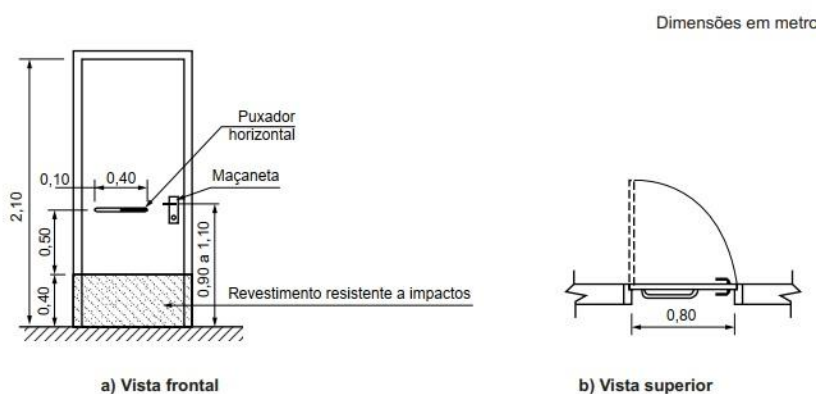 Dimensões em metro
Puxador
horizontal
0,10
0,40
Maçaneta
2,10
0,50
0,90 a 1,10
0,40
Revestimento resistente a impactos
0,80
a) Vista frontal
b) Vista superior